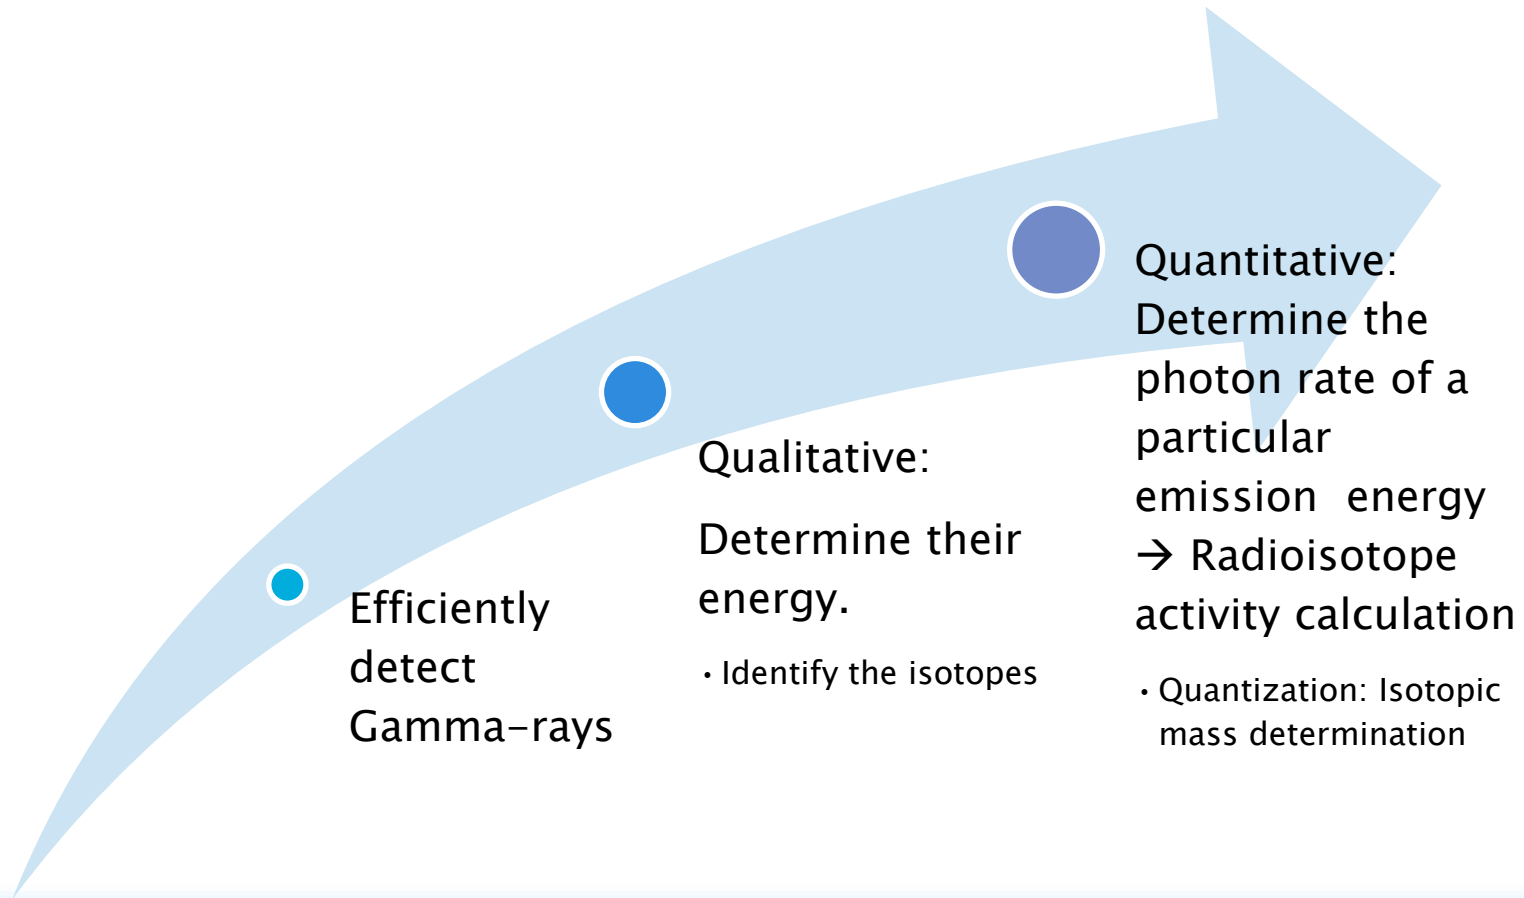 Efficiently
detect
Gamma-rays
Qualitative:
Determine their
energy.
• Identify the isotopes
Quantitative:
Determine the
photon rate of a
particular
emission energy
→ Radioisotope
activity calculation
• Quantization: Isotopic
mass determination